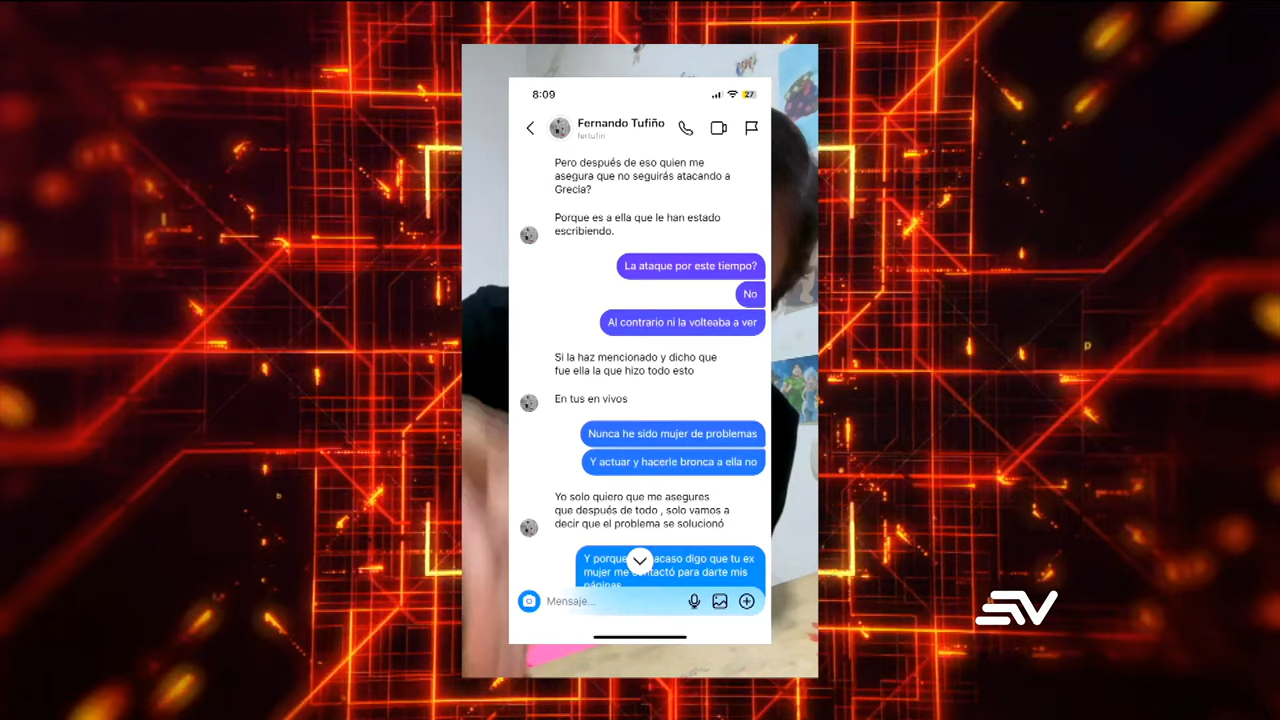 8:09
27
Fernando Tufiño
fertufin
Pero después de eso quien me
asegura que no seguirás atacando a
Grecia?
Porque es a ella que le han estado
escribiendo.
La ataque por este tiempo?
No
Al contrario ni la volteaba a ver
Si la haz mencionado y dicho que
fue ella la que hizo todo esto
En tus en vivos
Nunca he sido mujer de problemas
Y actuar y hacerle bronca a ella no
Yo solo quiero que me asegures
que después de todo , solo vamos a
decir que el problema se solucionó
Y porque acaso digo que tu ex
mujer me contactó para darte mis
páginas
Mensaje...